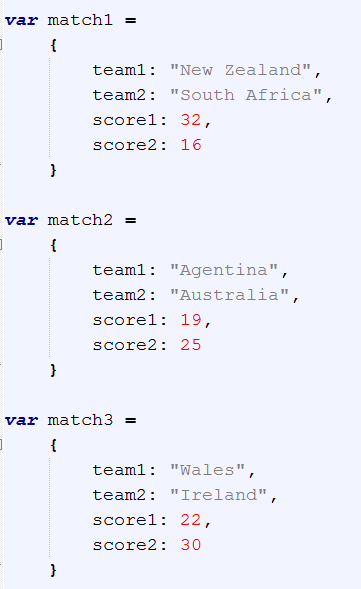 var match1 =
{
team1: "New Zealand",
team2: "South Africa",
score1: 32,
score2: 16
}
var match2 =
{
team1: "Agentina",
team2: "Australia",
score1: 19,
score2: 25
}
var match3 =
{
team1: "Wales",
team2: "Ireland",
score1: 22,
score2: 30
}